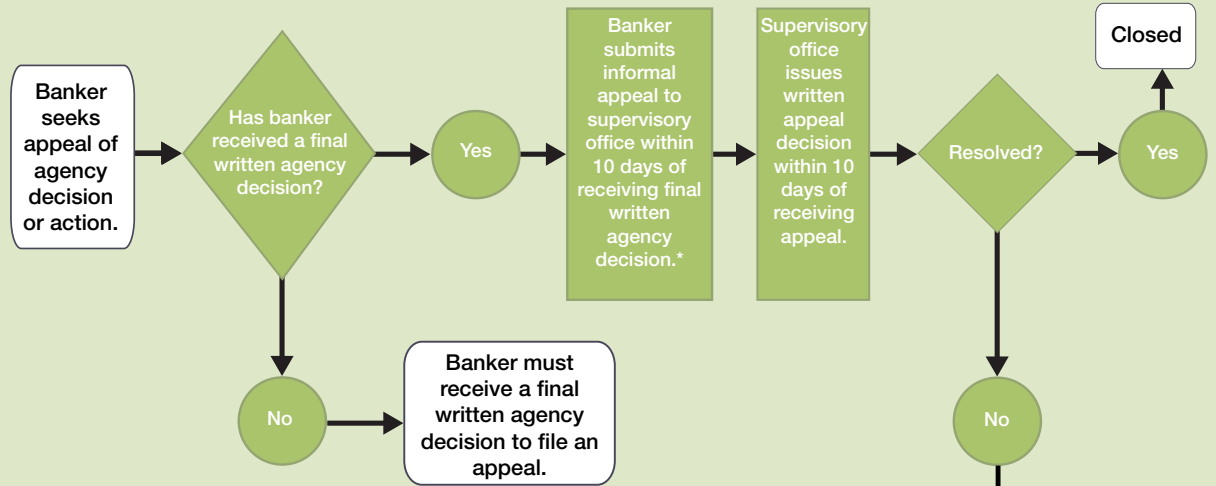 Banker
seeks
appeal of
agency
decision
or action.
Has banker
received a final
written agency
decision?
Yes
Banker
submits
informal
appeal to
supervisory
office within
10 days of
receiving final
written
agency
decision.*
Supervisory
office
issues
written
appeal
decision
within 10
days of
receiving
appeal.
Resolved?
Yes
Closed
No
Banker must
receive a final
written agency
decision to file an
appeal.
No